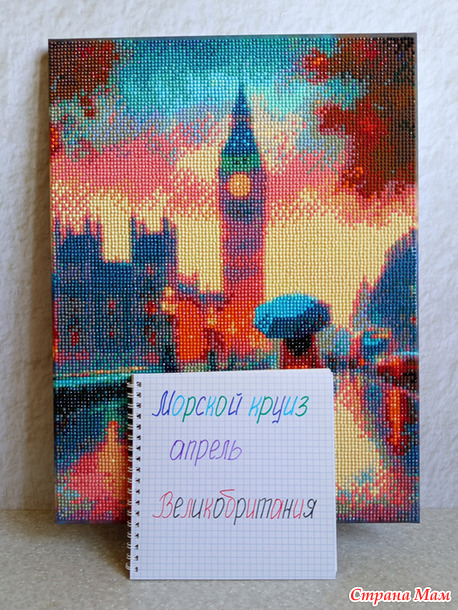 Морской круиз
апрель
Великобритания
Страна Мам